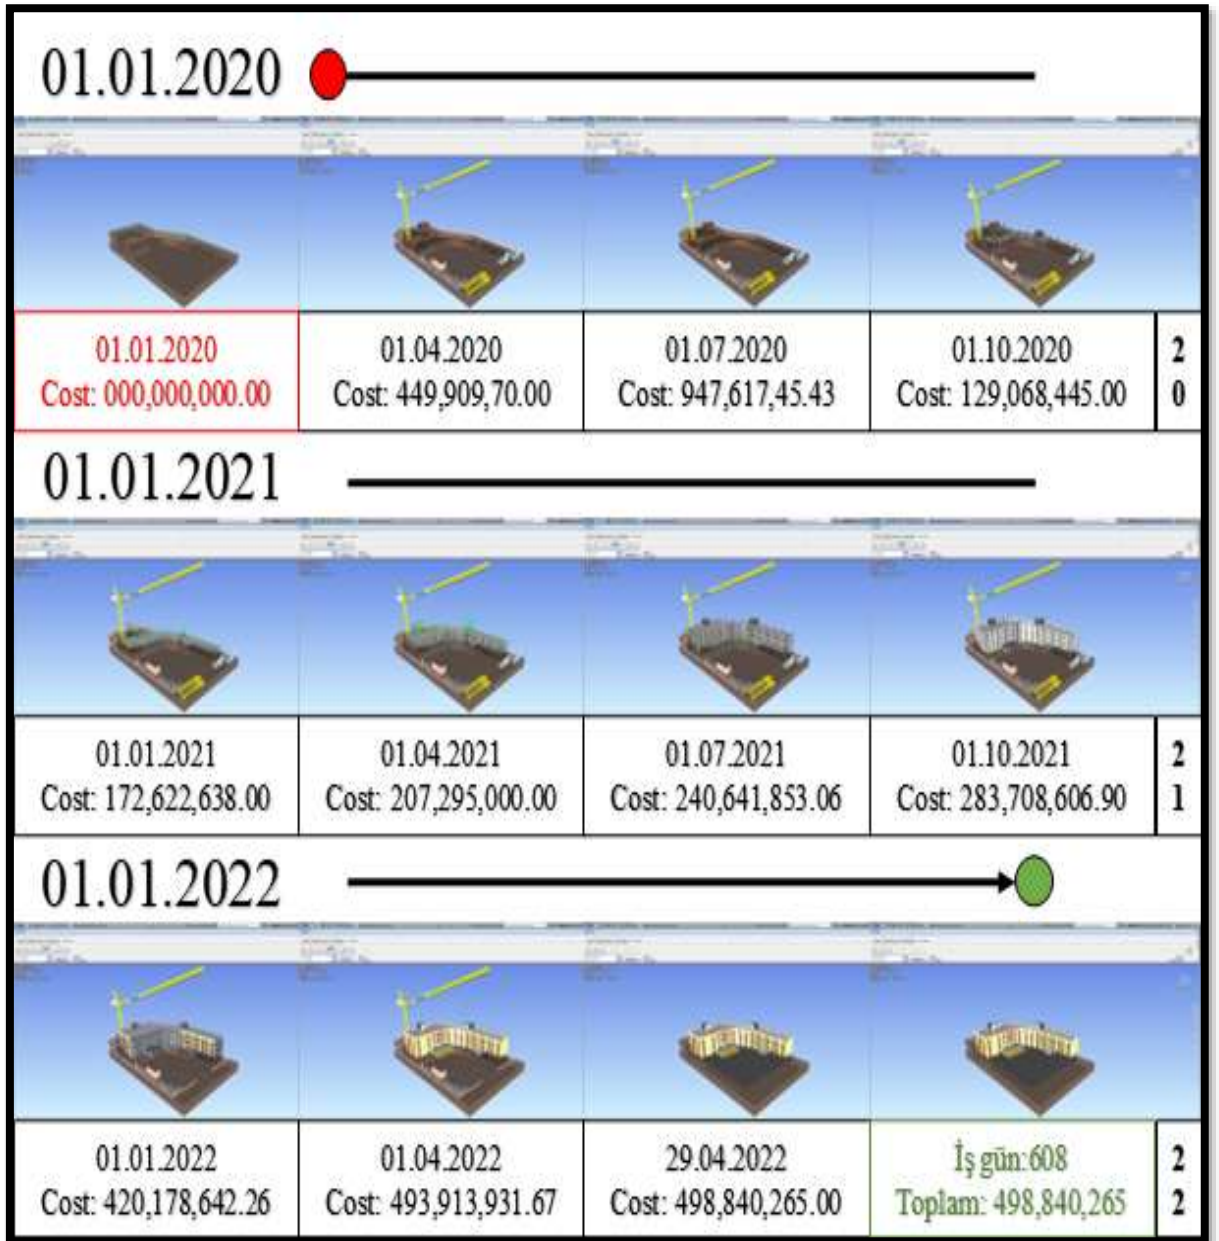 01.01.2020
01.01.2020
Cost: 000,000,000.00
01.04.2020
Cost: 449,909,70.00
01.07.2020
Cost: 947,617,45.43
01.10.2020
Cost: 129,068,445.00
2
0
01.01.2021
01.01.2021
Cost: 172,622,638.00
01.04.2021
Cost: 207,295,000.00
01.07.2021
Cost: 240,641,853.06
01.10.2021
Cost: 283,708,606.90
2
1
01.01.2022
01.01.2022
Cost: 420,178,642.26
01.04.2022
Cost: 493,913,931.67
29.04.2022
Cost: 498,840,265.00
İş gün:608
Toplam: 498,840,265
2
2